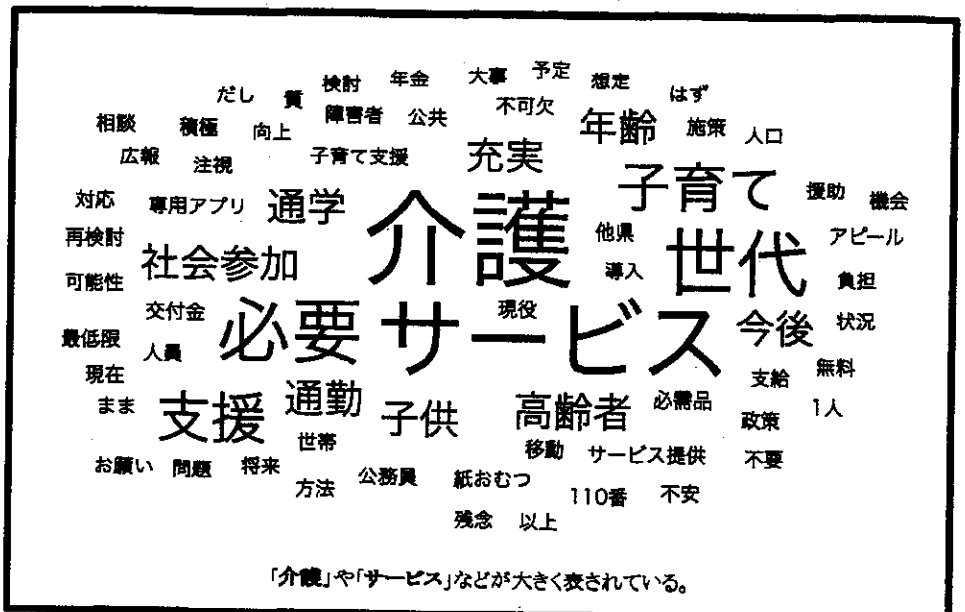 検討 年金 大事 予定 想定
だし 質 障害者 公共 不可欠 はず
相談 積極 向上 年齢 施策 人口
広報 注視 子育て支援 充実 子育て 援助 機会
対応 専用アプリ 通学 介護 他県 世代 アピール
再検討 社会参加 導入 負担
可能性 交付金 必要 サービス 現役 今後 状況
最低限 人員 支給 無料
現在 通勤 必需品
まま 支援 子供 高齢者 政策 1人
世帯 移動 サービス提供 不要
お願い 問題 将来 方法 公務員 紙おむつ 110番 不安
残念 以上
「介護」や「サービス」などが大きく表されている。